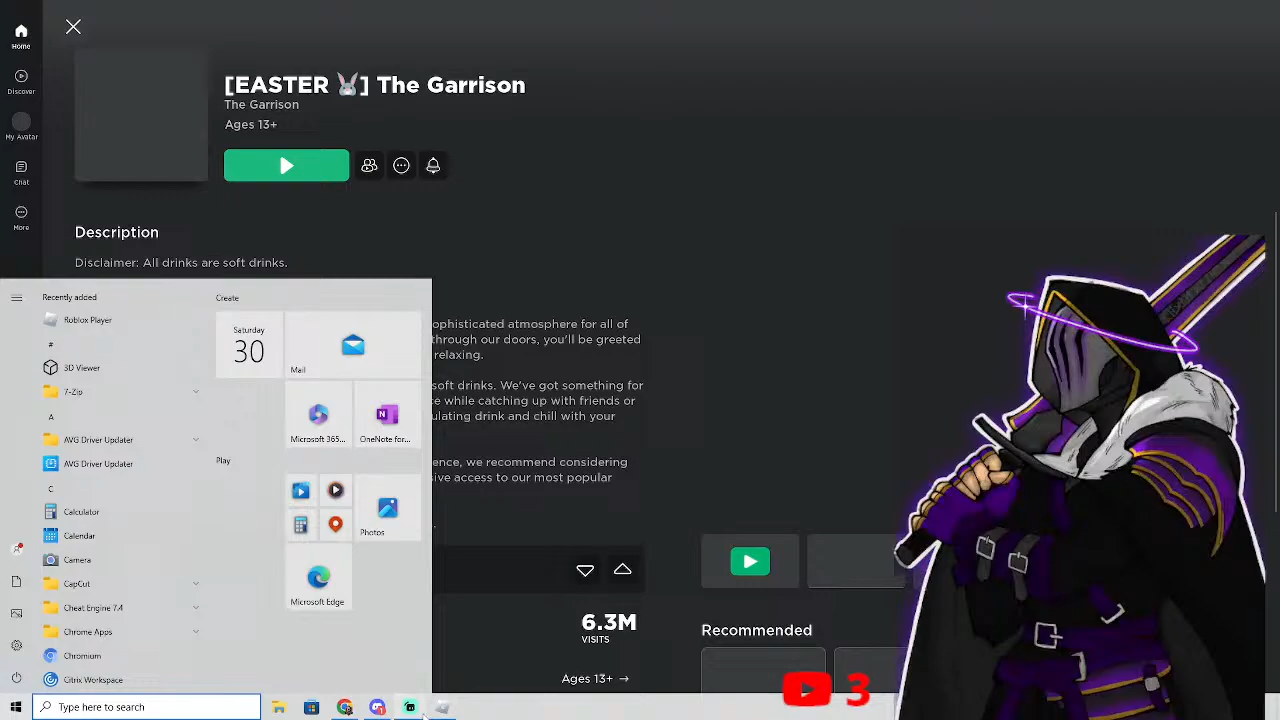 Home
Discover
My Avatar
Chat
More
[EASTER 🐰] The Garrison
The Garrison
Ages 13+
Description
Disclaimer: All drinks are soft drinks.
ophisticated atmosphere for all of
through our doors, you'll be greeted
relaxing.
soft drinks. We've got something for
e while catching up with friends or
ulating drink and chill with your
ence, we recommend considering
sive access to our most popular
6.3M
VISITS
Ages 13+ →
Recommended
3
Recently added
Roblox Player
#
3D Viewer
7-Zip
A
AVG Driver Updater
AVG Driver Updater
C
Calculator
Calendar
Camera
CapCut
Cheat Engine 7.4
Chrome Apps
Chromium
Citrix Workspace
Create
Saturday
30
Mail
Microsoft 365...
OneNote for...
Play
Photos
Microsoft Edge
Type here to search